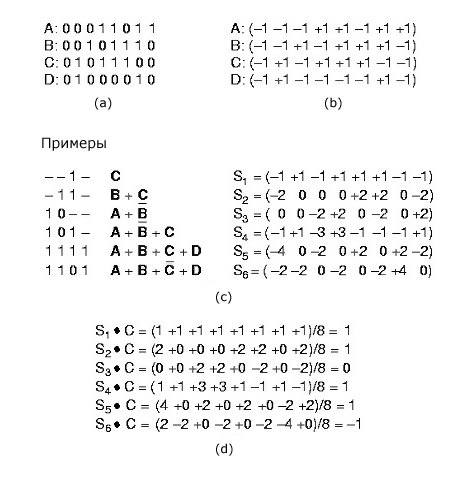 A: 0 0 0 1 1 0 1 1 A: (–1 –1 –1 +1 +1 –1 +1 +1)
B: 0 0 1 0 1 1 1 0 B: (–1 –1 +1 –1 +1 +1 +1 –1)
C: 0 1 0 1 1 1 0 0 C: (–1 +1 –1 +1 +1 +1 –1 –1)
D: 0 1 0 0 0 0 1 0 D: (–1 +1 –1 –1 –1 –1 +1 –1)
(a) (b)
Примеры
– – 1 – C S₁ = (–1 +1 –1 +1 +1 +1 –1 –1)
– 1 1 – B + C S₂ = (–2 0 0 0 +2 +2 0 –2)
1 0 – – A + B̅ S₃ = ( 0 0 –2 +2 0 –2 0 +2)
1 0 1 – A + B̅ + C S₄ = (–1 +1 –3 +3 –1 –1 –1 +1)
1 1 1 1 A + B + C + D S₅ = (–4 0 –2 0 +2 0 +2 –2)
1 1 0 1 A + B + C̅ + D S₆ = (–2 –2 0 –2 0 –2 +4 0)
(c)
S₁ • C = (1 +1 +1 +1 +1 +1 +1 +1)/8 = 1
S₂ • C = (2 +0 +0 +0 +2 +2 +0 +2)/8 = 1
S₃ • C = (0 +0 +2 +2 +0 –2 +0 –2)/8 = 0
S₄ • C = (1 +1 +3 +3 +1 –1 +1 –1)/8 = 1
S₅ • C = (4 +0 +2 +0 +2 +0 –2 +2)/8 = 1
S₆ • C = (2 –2 +0 –2 +0 –2 –4 +0)/8 = –1
(d)